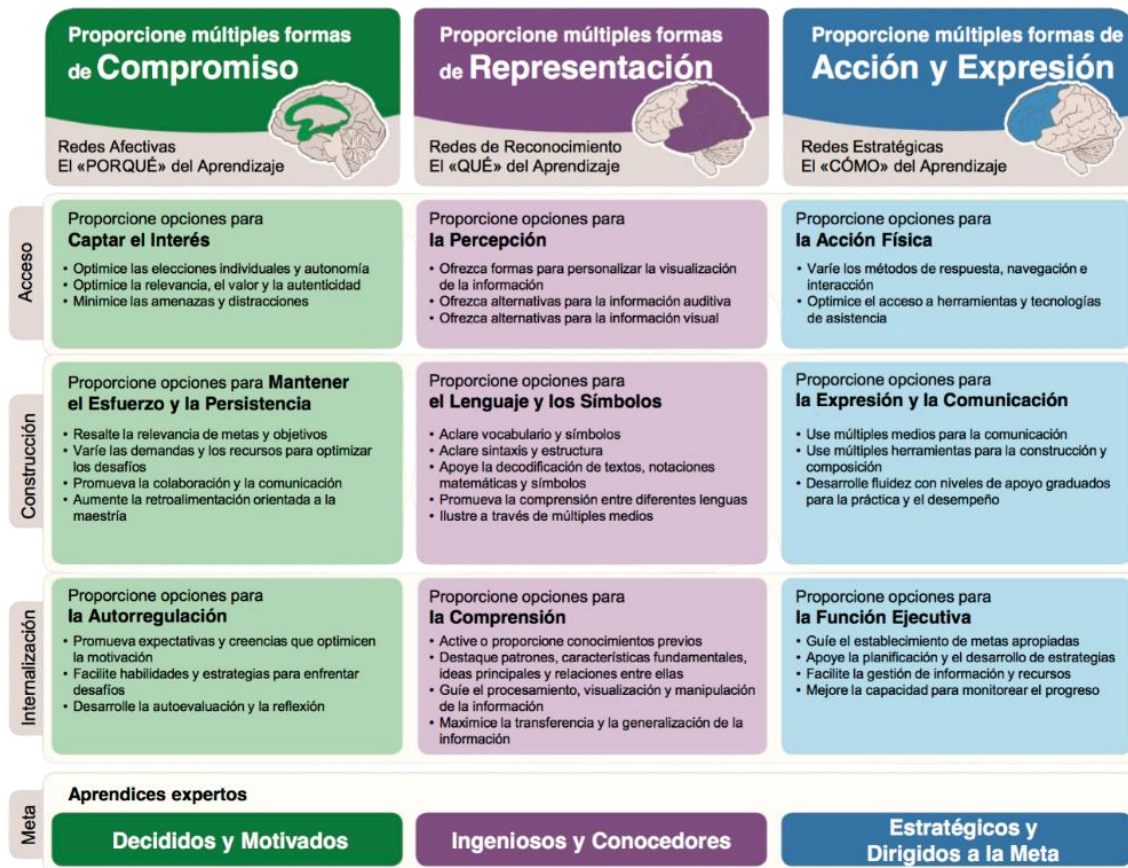 Proporcione múltiples formas
de Compromiso
Redes Afectivas
El «PORQUÉ» del Aprendizaje
Proporcione múltiples formas
de Representación
Redes de Reconocimiento
El «QUÉ» del Aprendizaje
Proporcione múltiples formas de
Acción y Expresión
Redes Estratégicas
El «CÓMO» del Aprendizaje
Acceso
Proporcione opciones para
Captar el Interés
• Optimice las elecciones individuales y autonomía
• Optimice la relevancia, el valor y la autenticidad
• Minimice las amenazas y distracciones
Proporcione opciones para
la Percepción
• Ofrezca formas para personalizar la visualización
de la información
• Ofrezca alternativas para la información auditiva
• Ofrezca alternativas para la información visual
Proporcione opciones para
la Acción Física
• Varíe los métodos de respuesta, navegación e
interacción
• Optimice el acceso a herramientas y tecnologías
de asistencia
Construcción
Proporcione opciones para Mantener
el Esfuerzo y la Persistencia
• Resalte la relevancia de metas y objetivos
• Varíe las demandas y los recursos para optimizar
los desafíos
• Promueva la colaboración y la comunicación
• Aumente la retroalimentación orientada a la
maestría
Proporcione opciones para
el Lenguaje y los Símbolos
• Aclare vocabulario y símbolos
• Aclare sintaxis y estructura
• Apoye la decodificación de textos, notaciones
matemáticas y símbolos
• Promueva la comprensión entre diferentes lenguas
• Ilustre a través de múltiples medios
Proporcione opciones para
la Expresión y la Comunicación
• Use múltiples medios para la comunicación
• Use múltiples herramientas para la construcción y
composición
• Desarrolle fluidez con niveles de apoyo graduados
para la práctica y el desempeño
Internalización
Proporcione opciones para
la Autorregulación
• Promueva expectativas y creencias que optimicen
la motivación
• Facilite habilidades y estrategias para enfrentar
desafíos
• Desarrolle la autoevaluación y la reflexión
Proporcione opciones para
la Comprensión
• Active o proporcione conocimientos previos
• Destaque patrones, características fundamentales,
ideas principales y relaciones entre ellas
• Guíe el procesamiento, visualización y manipulación
de la información
• Maximice la transferencia y la generalización de la
información
Proporcione opciones para
la Función Ejecutiva
• Guíe el establecimiento de metas apropiadas
• Apoye la planificación y el desarrollo de estrategias
• Facilite la gestión de información y recursos
• Mejore la capacidad para monitorear el progreso
Meta
Aprendices expertos
Decididos y Motivados
Ingeniosos y Conocedores
Estratégicos y
Dirigidos a la Meta